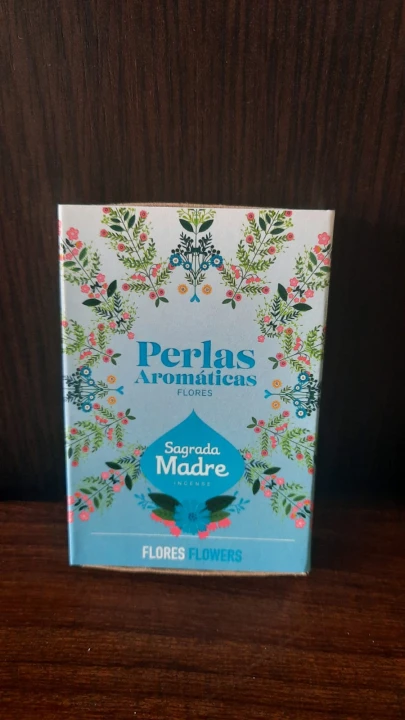 Perlas
Aromáticas
FLORES
Sagrada
Madre
INCENSE
FLORES FLOWERS